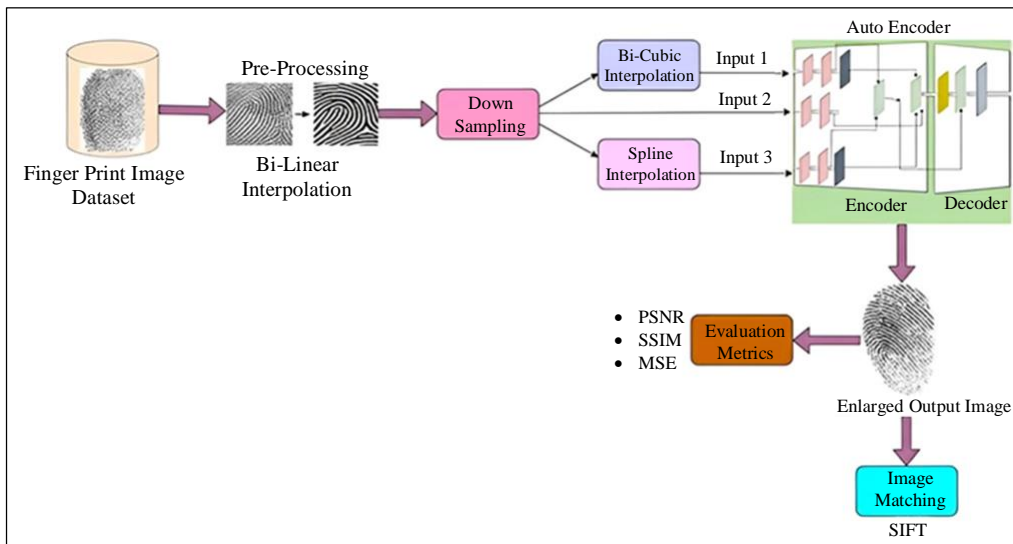 Finger Print Image
Dataset
Pre-Processing
Bi-Linear
Interpolation
Down
Sampling
Bi-Cubic
Interpolation
Spline
Interpolation
Input 1
Input 2
Input 3
Auto Encoder
Encoder
Decoder
Enlarged Output Image
Evaluation
Metrics
• PSNR
• SSIM
• MSE
Image
Matching
SIFT